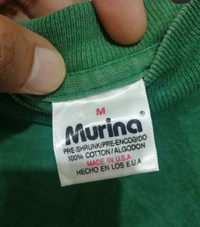 M
Murina
PRE-SHRUNK/PRE-ENCOGIDO
100% COTTON/ALGODON
MADE IN U.S.A
HECHO EN LOS E.U.A